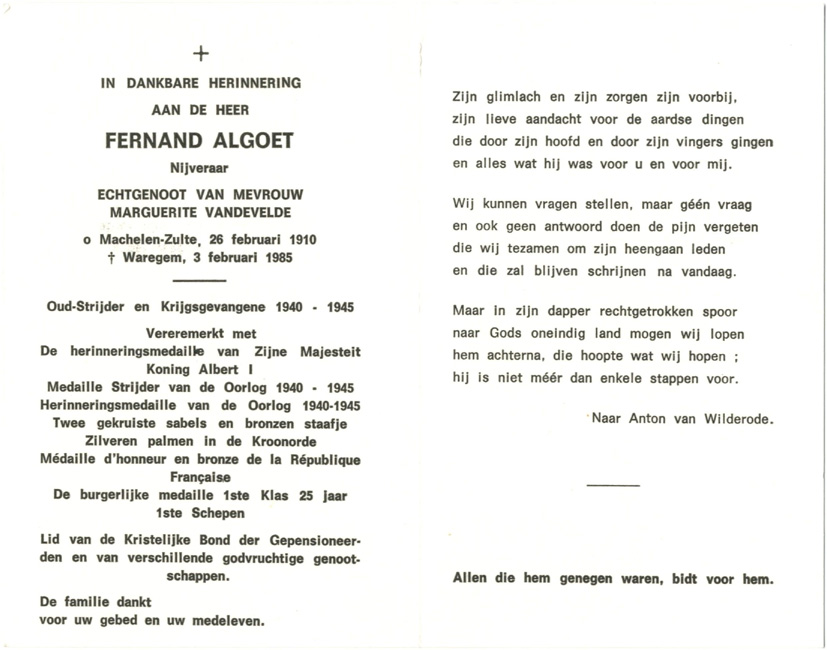 IN DANKBARE HERINNERING
AAN DE HEER
FERNAND ALGOET
Nijveraar
ECHTGENOOT VAN MEVROUW
MARGUERITE VANDEVELDE
o Machelen-Zulte, 26 februari 1910
† Waregem, 3 februari 1985
Oud-Strijder en Krijgsgevangene 1940 - 1945
Vereremerkt met
De herinneringsmedaille van Zijne Majesteit
Koning Albert I
Medaille Strijder van de Oorlog 1940 - 1945
Herinneringsmedaille van de Oorlog 1940-1945
Twee gekruiste sabels en bronzen staafje
Zilveren palmen in de Kroonorde
Médaille d'honneur en bronze de la République
Française
De burgerlijke medaille 1ste Klas 25 jaar
1ste Schepen
Lid van de Kristelijke Bond der Gepensioneer-
den en van verschillende godvruchtige genoot-
schappen.
De familie dankt
voor uw gebed en uw medeleven.
Zijn glimlach en zijn zorgen zijn voorbij,
zijn lieve aandacht voor de aardse dingen
die door zijn hoofd en door zijn vingers gingen
en alles wat hij was voor u en voor mij.
Wij kunnen vragen stellen, maar géén vraag
en ook geen antwoord doen de pijn vergeten
die wij tezamen om zijn heengaan leden
en die zal blijven schrijnen na vandaag.
Maar in zijn dapper rechtgetrokken spoor
naar Gods oneindig land mogen wij lopen
hem achterna, die hoopte wat wij hopen ;
hij is niet méér dan enkele stappen voor.
Naar Anton van Wilderode.
Allen die hem genegen waren, bidt voor hem.